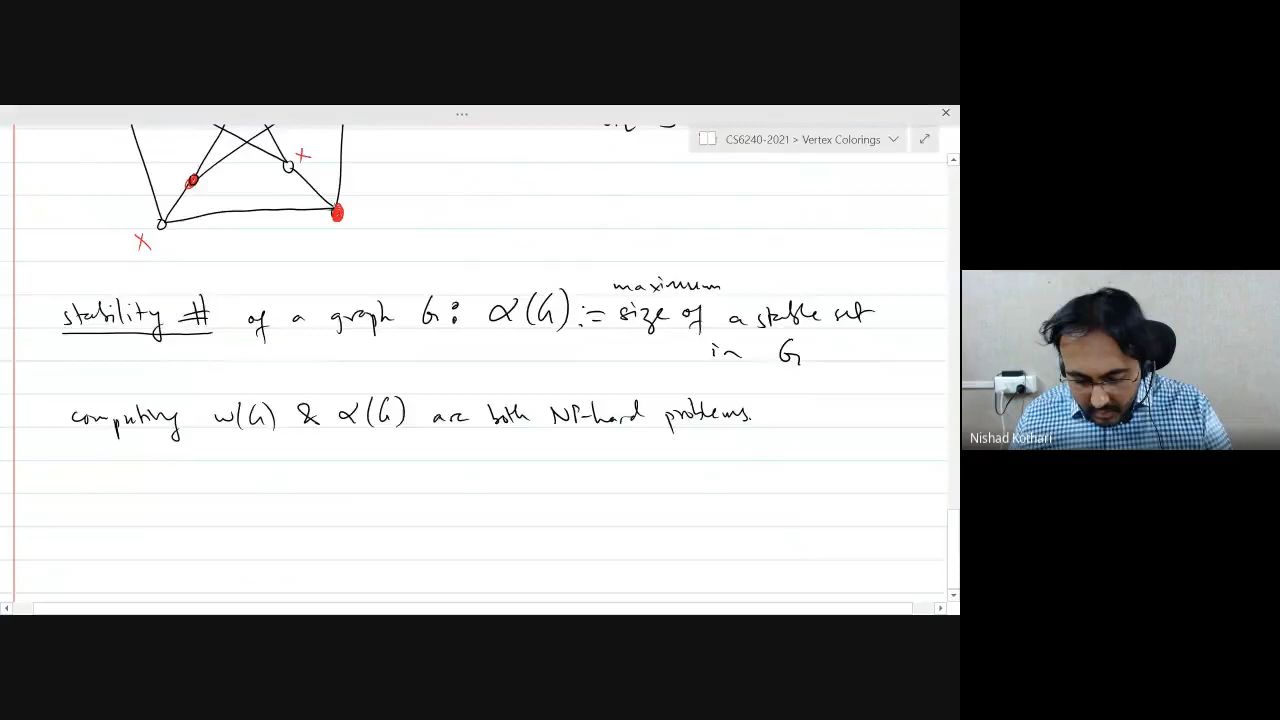 CS6240-2021 > Vertex Colorings
x
x
maximum
stability # of a graph G: α(G) := size of a stable set
in G
computing ω(G) & α(G) are both NP-hard problems.
Nishad Kothari